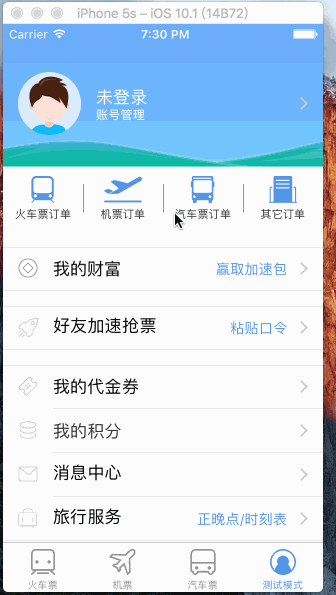 iPhone 5s – iOS 10.1 (14B72)
Carrier 7:30 PM
未登录
账号管理
火车票订单 机票订单 汽车票订单 其它订单
我的财富 赢取加速包
好友加速抢票 粘贴口令
我的代金券
我的积分
消息中心
旅行服务 正晚点/时刻表
火车票 机票 汽车票 测试模式